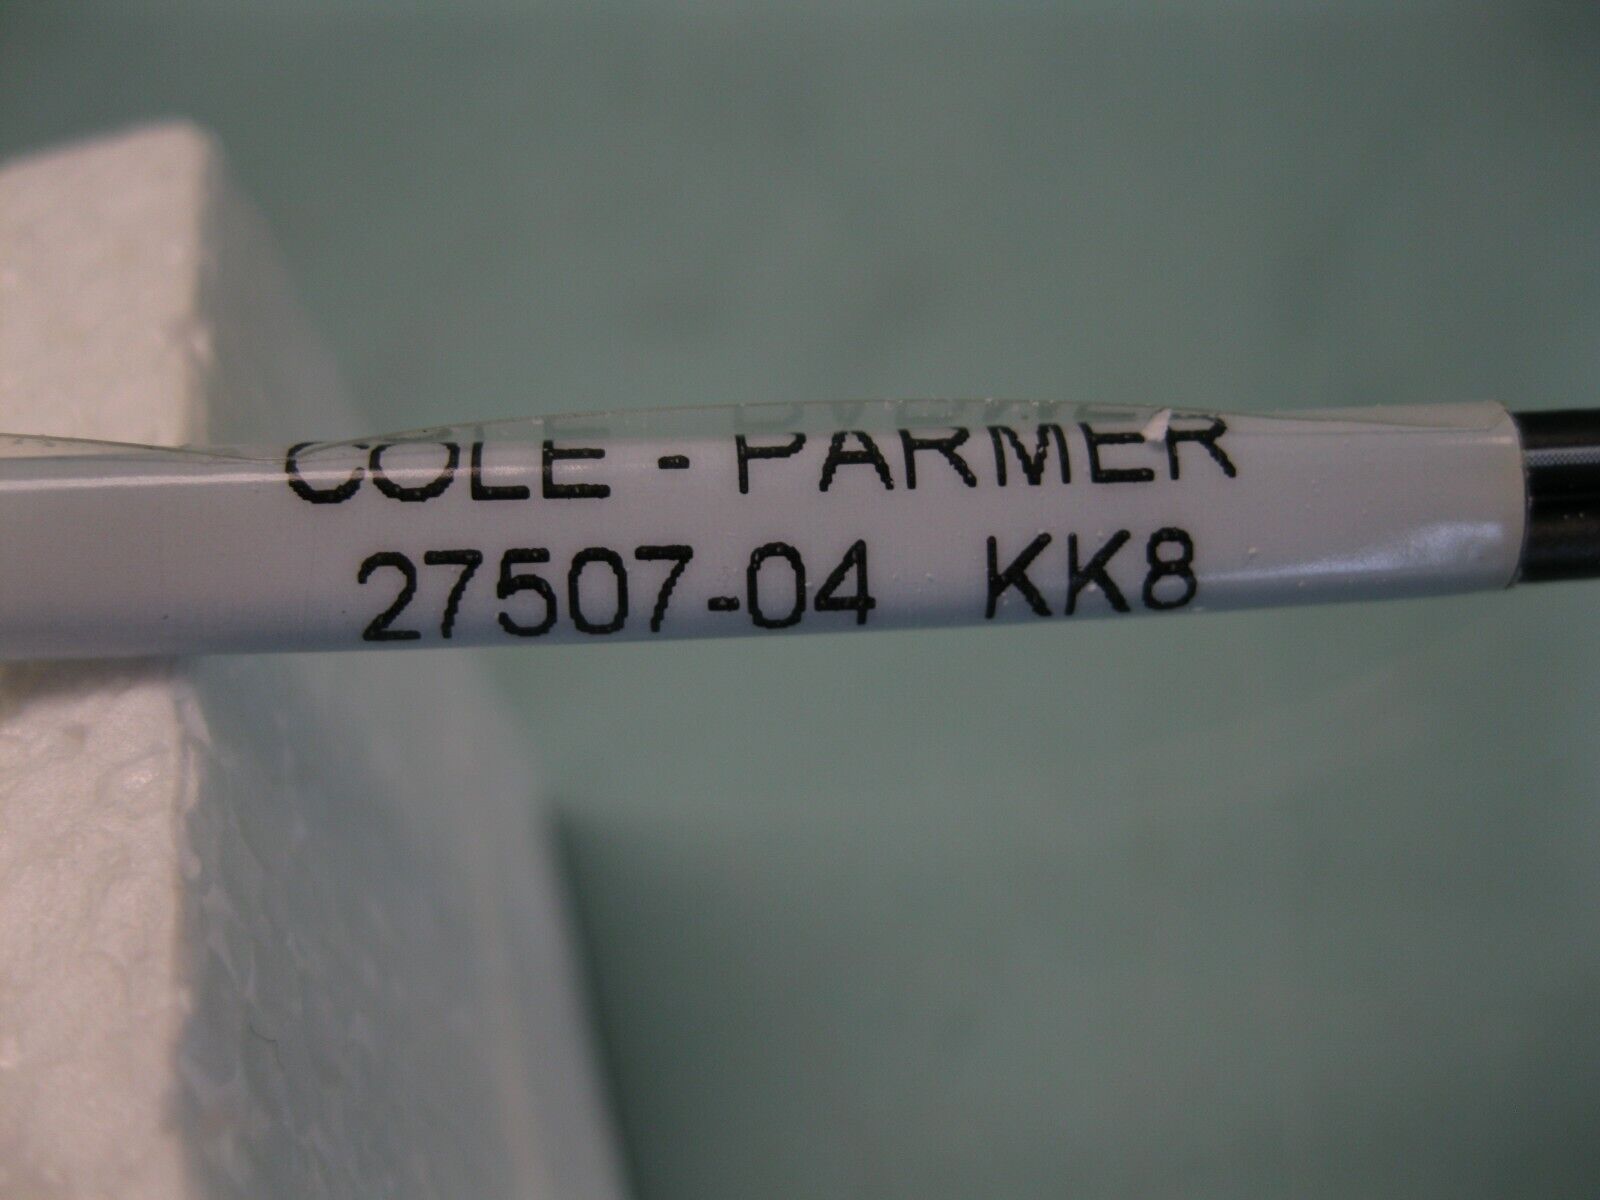 COLE - PARMER
27507-04 KK8